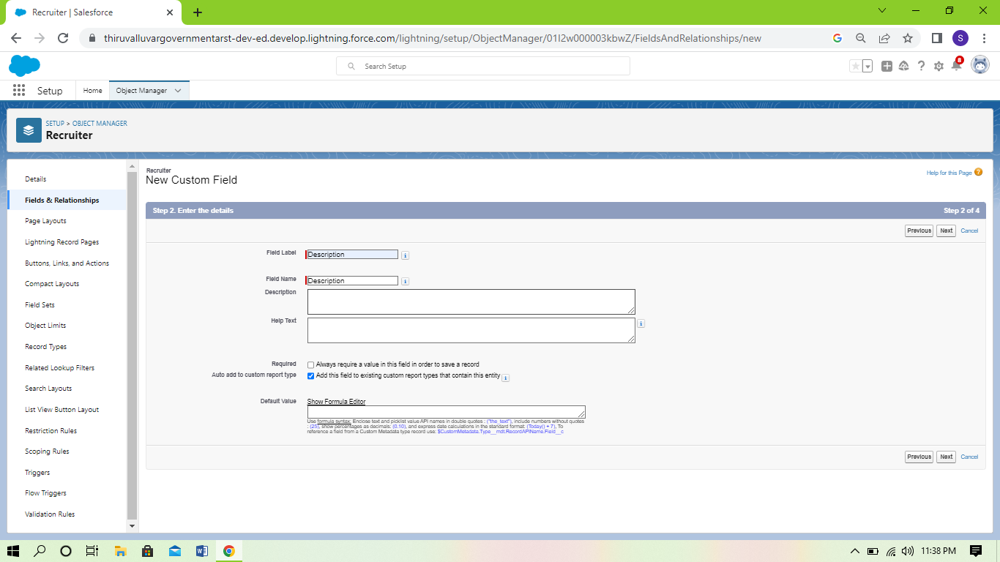 Recruiter | Salesforce
thiruvalluvargovernmentarst-dev-ed.develop.lightning.force.com/lightning/setup/ObjectManager/01I2w000003kbwZ/FieldsAndRelationships/new
S
Search Setup
8
Setup
Home
Object Manager
SETUP > OBJECT MANAGER
Recruiter
Details
Fields & Relationships
Page Layouts
Lightning Record Pages
Buttons, Links, and Actions
Compact Layouts
Field Sets
Object Limits
Record Types
Related Lookup Filters
Search Layouts
List View Button Layout
Restriction Rules
Scoping Rules
Triggers
Flow Triggers
Validation Rules
Recruiter
New Custom Field
Help for this Page
Step 2. Enter the details
Step 2 of 4
Previous Next Cancel
Field Label Description
Field Name Description
Description
Help Text
Required Always require a value in this field in order to save a record
Auto add to custom report type Add this field to existing custom report types that contain this entity
Default Value Show Formula Editor
Use formula syntax: Enclose text and picklist value API names in double quotes : ("the_text"), include numbers without quotes
: (25), show percentages as decimals: (0.10), and express date calculations in the standard format: (Today() + 7), To
reference a field from a Custom Metadata type record use: $CustomMetadata.Type__mdt.RecordAPIName.Field__c
Previous Next Cancel
11:38 PM